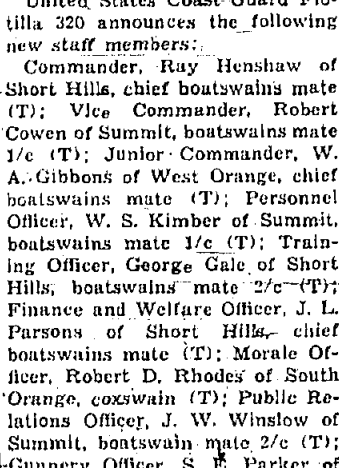 United States Coast Guard Flo-
tilla 320 announces the following
new staff members:
Commander, Ray Henshaw of
Short Hills, chief boatswains mate
(T); Vice Commander, Robert
Cowen of Summit, boatswains mate
1/c (T); Junior Commander, W.
A. Gibbons of West Orange, chief
boatswains mate (T); Personnel
Officer, W. S. Kimber of Summit,
boatswains mate 1/c (T); Train-
ing Officer, George Gale of Short
Hills, boatswains mate 2/c (T);
Finance and Welfare Officer, J. L.
Parsons of Short Hills, chief
boatswains mate (T); Morale Of-
ficer, Robert D. Rhodes of South
Orange, coxswain (T); Public Re-
lations Officer, J. W. Winslow of
Summit, boatswain mate 2/c (T);
Gunnery Officer, S. Parker of